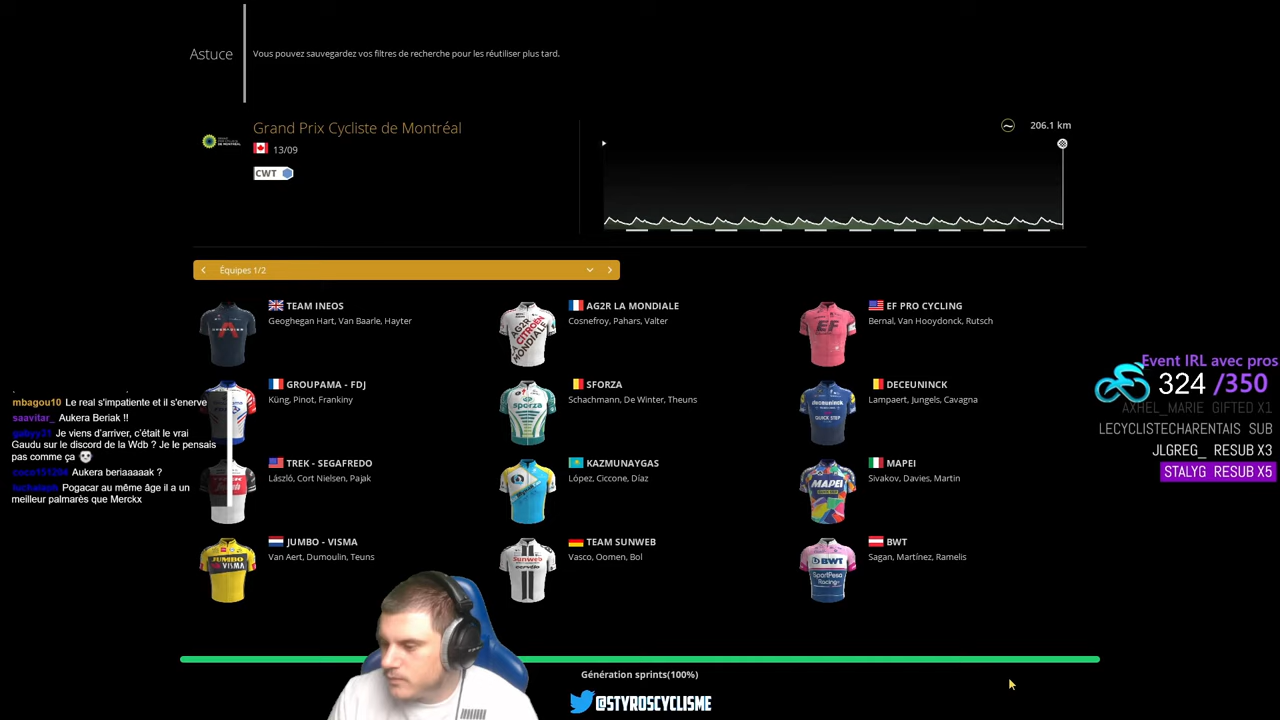 Astuce
Vous pouvez sauvegardez vos filtres de recherche pour les réutiliser plus tard.
Grand Prix Cycliste de Montréal
13/09
CWT
206.1 km
Équipes 1/2
TEAM INEOS
Geoghegan Hart, Van Baarle, Hayter
AG2R LA MONDIALE
Cosnefroy, Pahars, Valter
EF PRO CYCLING
Bernal, Van Hooydonck, Rutsch
GROUPAMA - FDJ
Küng, Pinot, Frankiny
SFORZA
Schachmann, De Winter, Theuns
DECEUNINCK
Lampaert, Jungels, Cavagna
TREK - SEGAFREDO
László, Cort Nielsen, Pajak
KAZMUNAYGAS
López, Ciccone, Díaz
MAPEI
Sivakov, Davies, Martin
JUMBO - VISMA
Van Aert, Dumoulin, Teuns
TEAM SUNWEB
Vasco, Oomen, Bol
BWT
Sagan, Martínez, Ramelis
mbagou10 Le real s'impatiente et il s'enerve
saavitar_ Aukera Beriak !!
Je viens d'arriver, c'était le vrai
Gaudu sur le discord de la Wdb ? Je le pensais
pas comme ça
Aukera beriaaaaak ?
Pogacar au même âge il a un
meilleur palmarès que Merckx
Event IRL avec pros
324 /350
AXHEL_MARIE GIFTED X1
LECYCLISTECHARENTAIS SUB
JLGREG_ RESUB X3
STALYG RESUB X5
Génération sprints(100%)
@STYROSCYCLISME